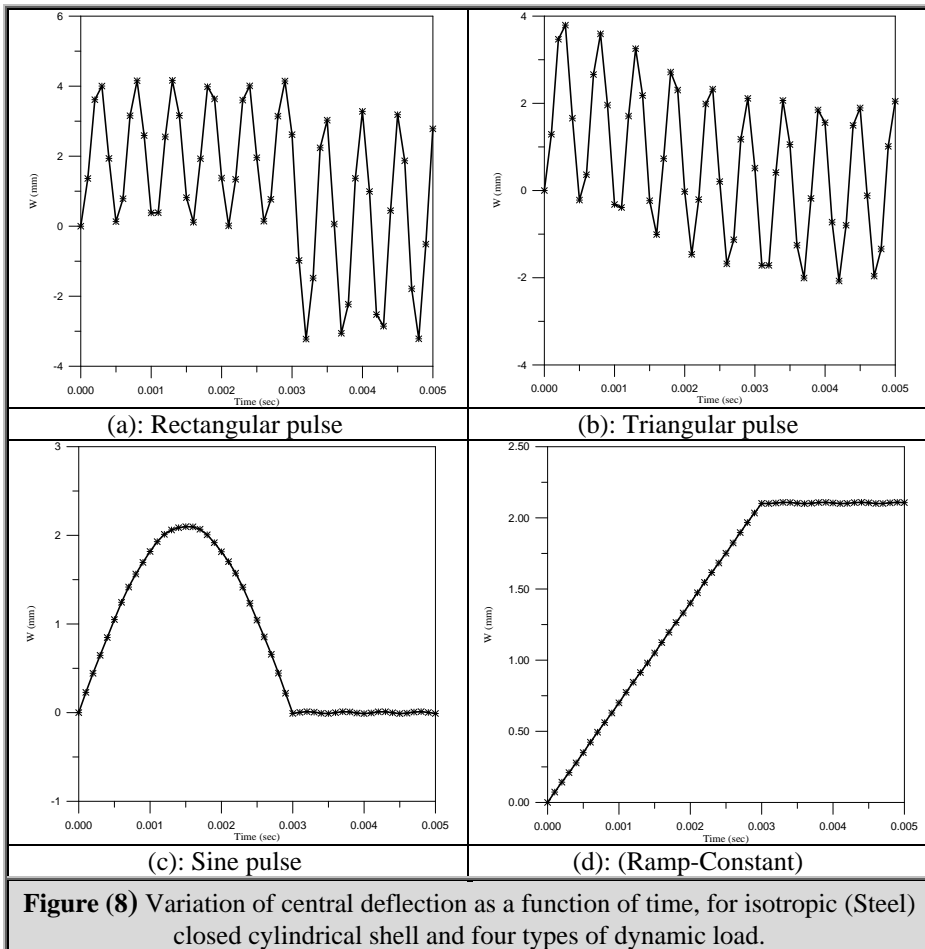 6
4
2
0
-2
-4
W (mm)
0.000 0.001 0.002 0.003 0.004 0.005
Time (sec)
(a): Rectangular pulse
4
2
0
-2
-4
W (mm)
0.000 0.001 0.002 0.003 0.004 0.005
Time (sec)
(b): Triangular pulse
3
2
1
0
-1
W (mm)
0.000 0.001 0.002 0.003 0.004 0.005
Time (sec)
(c): Sine pulse
2.50
2.00
1.50
1.00
0.50
0.00
W (mm)
0.000 0.001 0.002 0.003 0.004 0.005
Time (sec)
(d): (Ramp-Constant)
Figure (8) Variation of central deflection as a function of time, for isotropic (Steel)
closed cylindrical shell and four types of dynamic load.